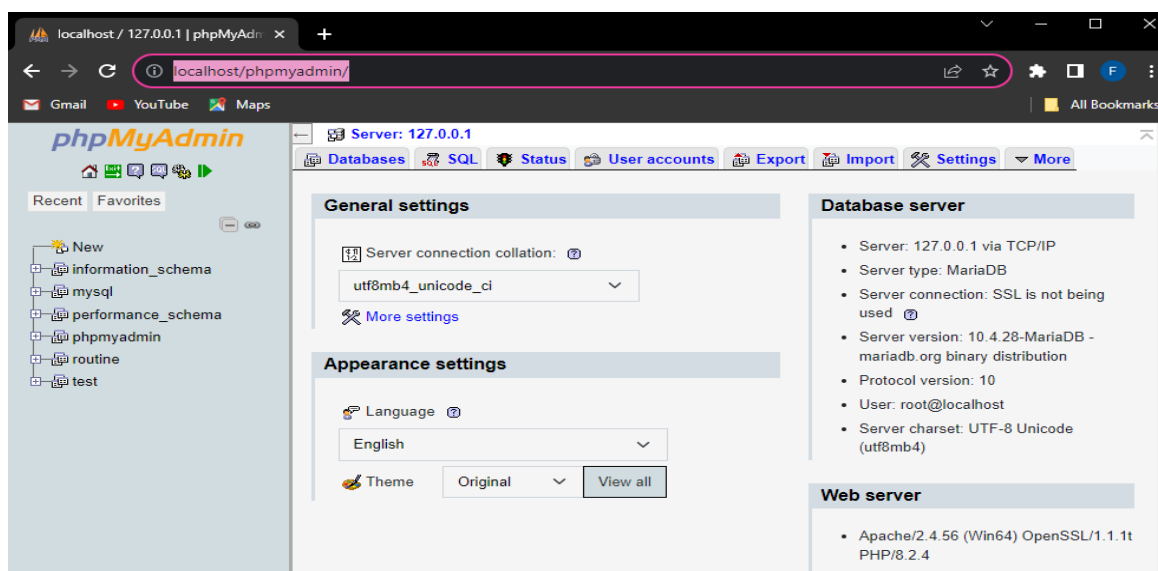 localhost / 127.0.0.1 | phpMyAdm
localhost/phpmyadmin/
F
Gmail YouTube Maps
All Bookmarks
phpMyAdmin
Recent Favorites
New
information_schema
mysql
performance_schema
phpmyadmin
routine
test
Server: 127.0.0.1
Databases SQL Status User accounts Export Import Settings More
General settings
Server connection collation:
utf8mb4_unicode_ci
More settings
Appearance settings
Language
English
Theme Original View all
Database server
• Server: 127.0.0.1 via TCP/IP
• Server type: MariaDB
• Server connection: SSL is not being
used
• Server version: 10.4.28-MariaDB -
mariadb.org binary distribution
• Protocol version: 10
• User: root@localhost
• Server charset: UTF-8 Unicode
(utf8mb4)
Web server
• Apache/2.4.56 (Win64) OpenSSL/1.1.1t
PHP/8.2.4